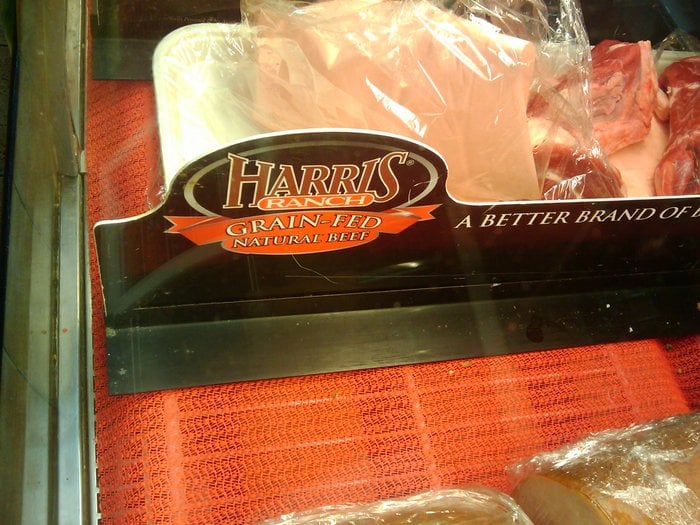 HARRIS®
RANCH
GRAIN-FED
NATURAL BEEF
A BETTER BRAND OF